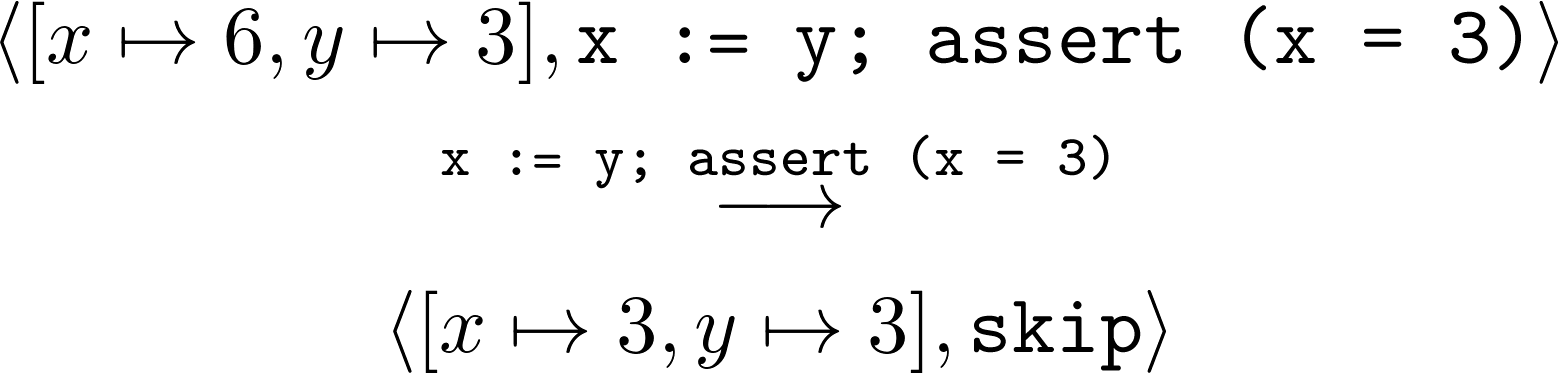 ⟨[x ↦ 6, y ↦ 3], x := y; assert (x = 3)⟩
x := y; assert (x = 3)
⟶
⟨[x ↦ 3, y ↦ 3], skip⟩